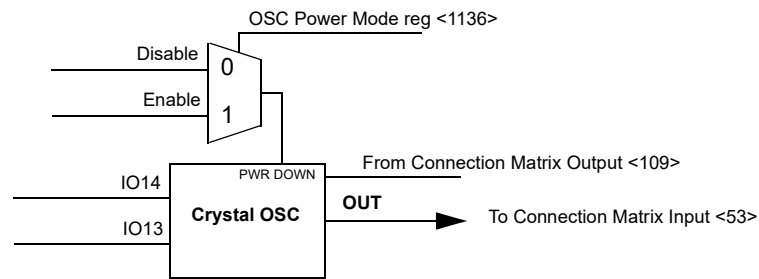 OSC Power Mode reg <1136>
Disable
0
Enable
1
PWR DOWN
From Connection Matrix Output <109>
IO14
OUT
Crystal OSC
To Connection Matrix Input <53>
IO13